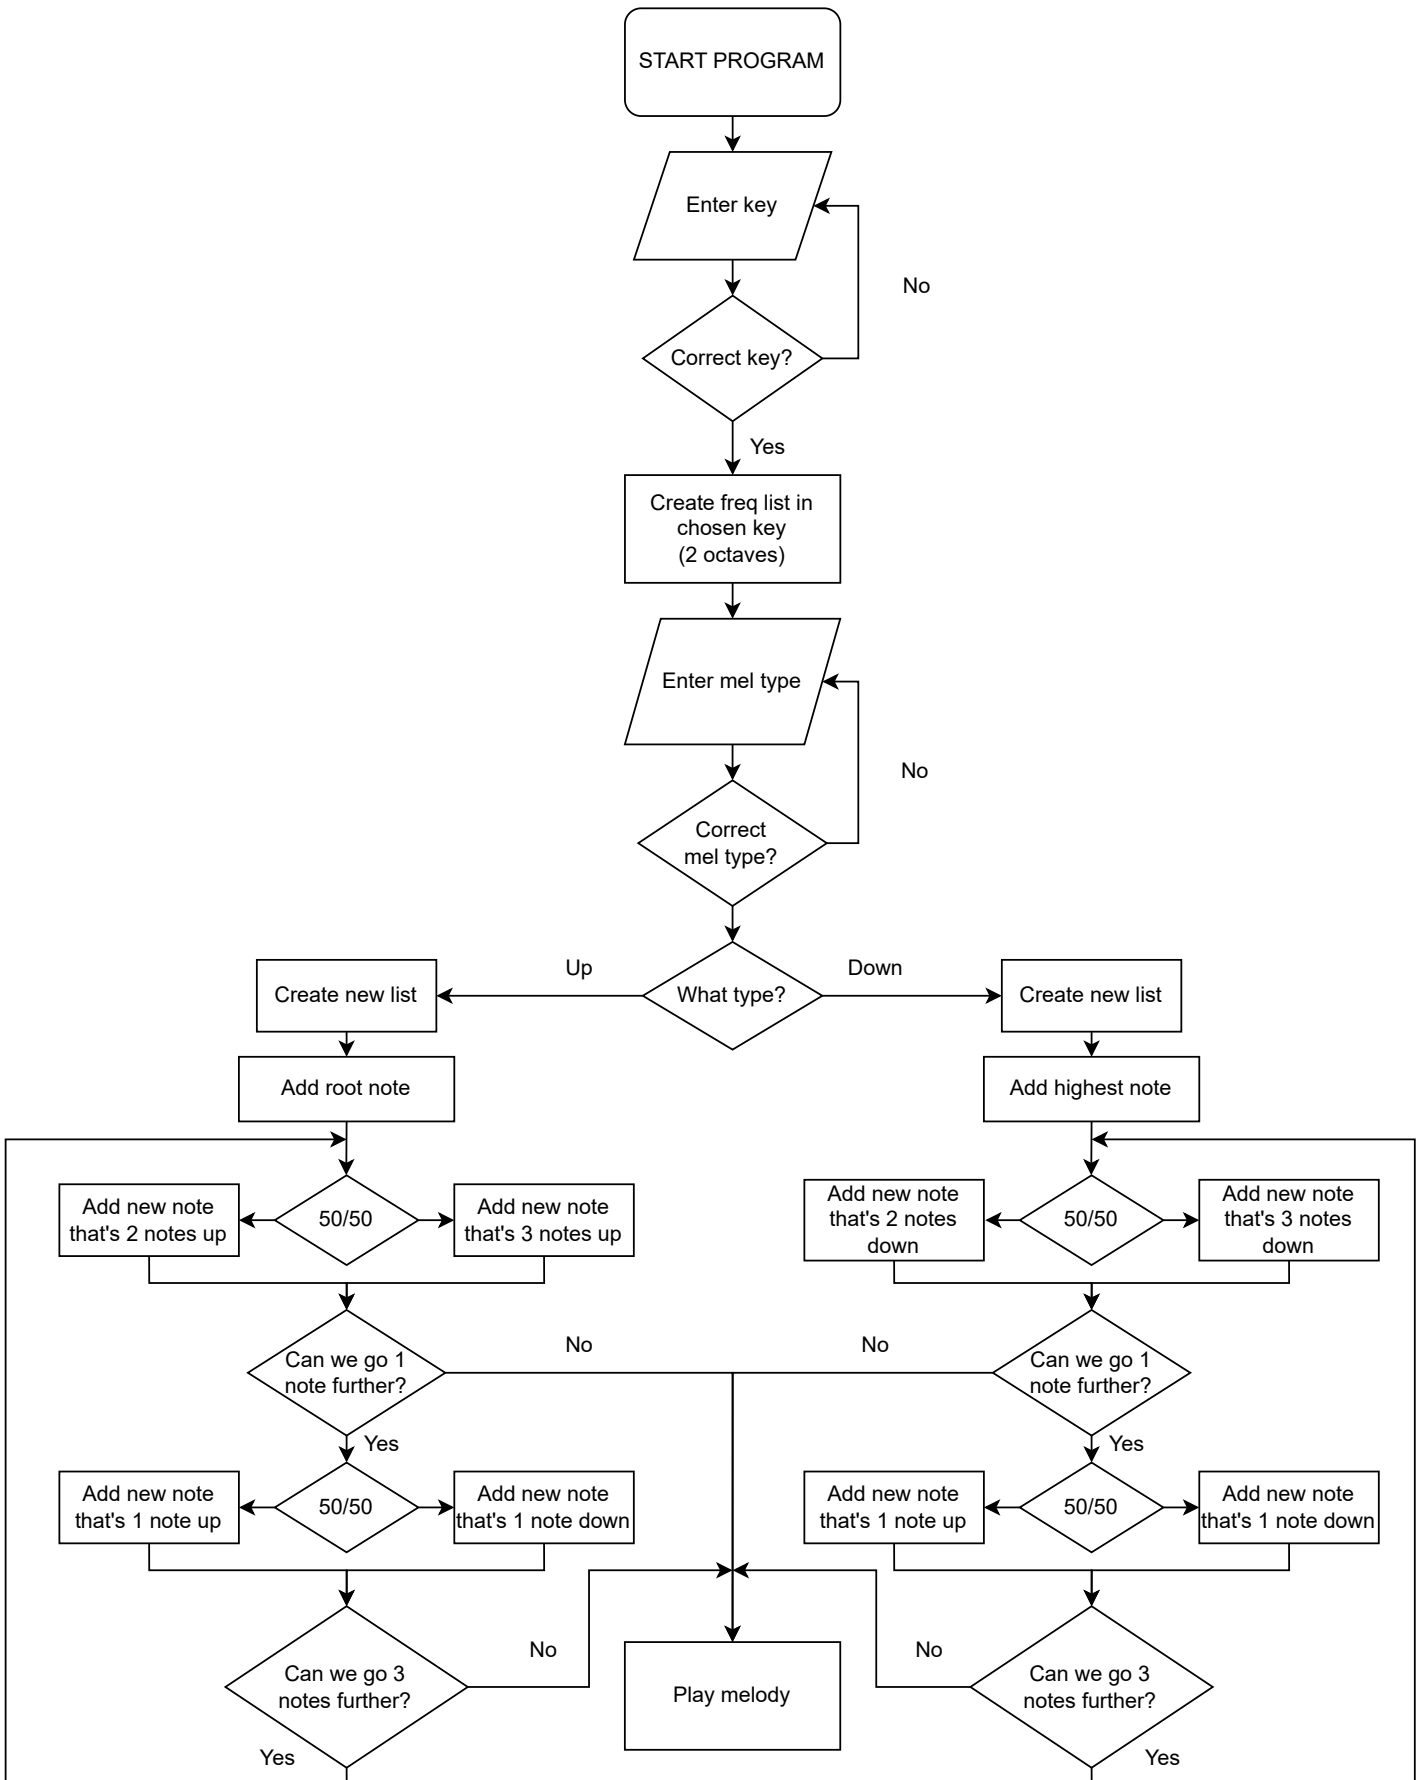 START PROGRAM
Enter key
No
Correct key?
Yes
Create freq list in
chosen key
(2 octaves)
Enter mel type
No
Correct
mel type?
Up
Down
Create new list
What type?
Create new list
Add root note
Add highest note
Add new note
that's 2 notes up
50/50
Add new note
that's 3 notes up
Add new note
that's 2 notes
down
50/50
Add new note
that's 3 notes
down
Can we go 1
note further?
No
No
Can we go 1
note further?
Yes
Yes
Add new note
that's 1 note up
50/50
Add new note
that's 1 note down
Add new note
that's 1 note up
50/50
Add new note
that's 1 note down
Can we go 3
notes further?
No
Play melody
No
Can we go 3
notes further?
Yes
Yes